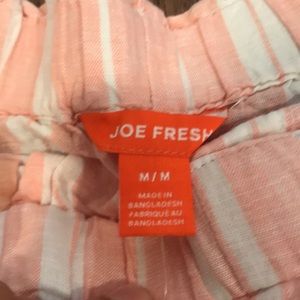 JOE FRESH
M / M
MADE IN
BANGLADESH
FABRIQUÉ AU
BANGLADESH